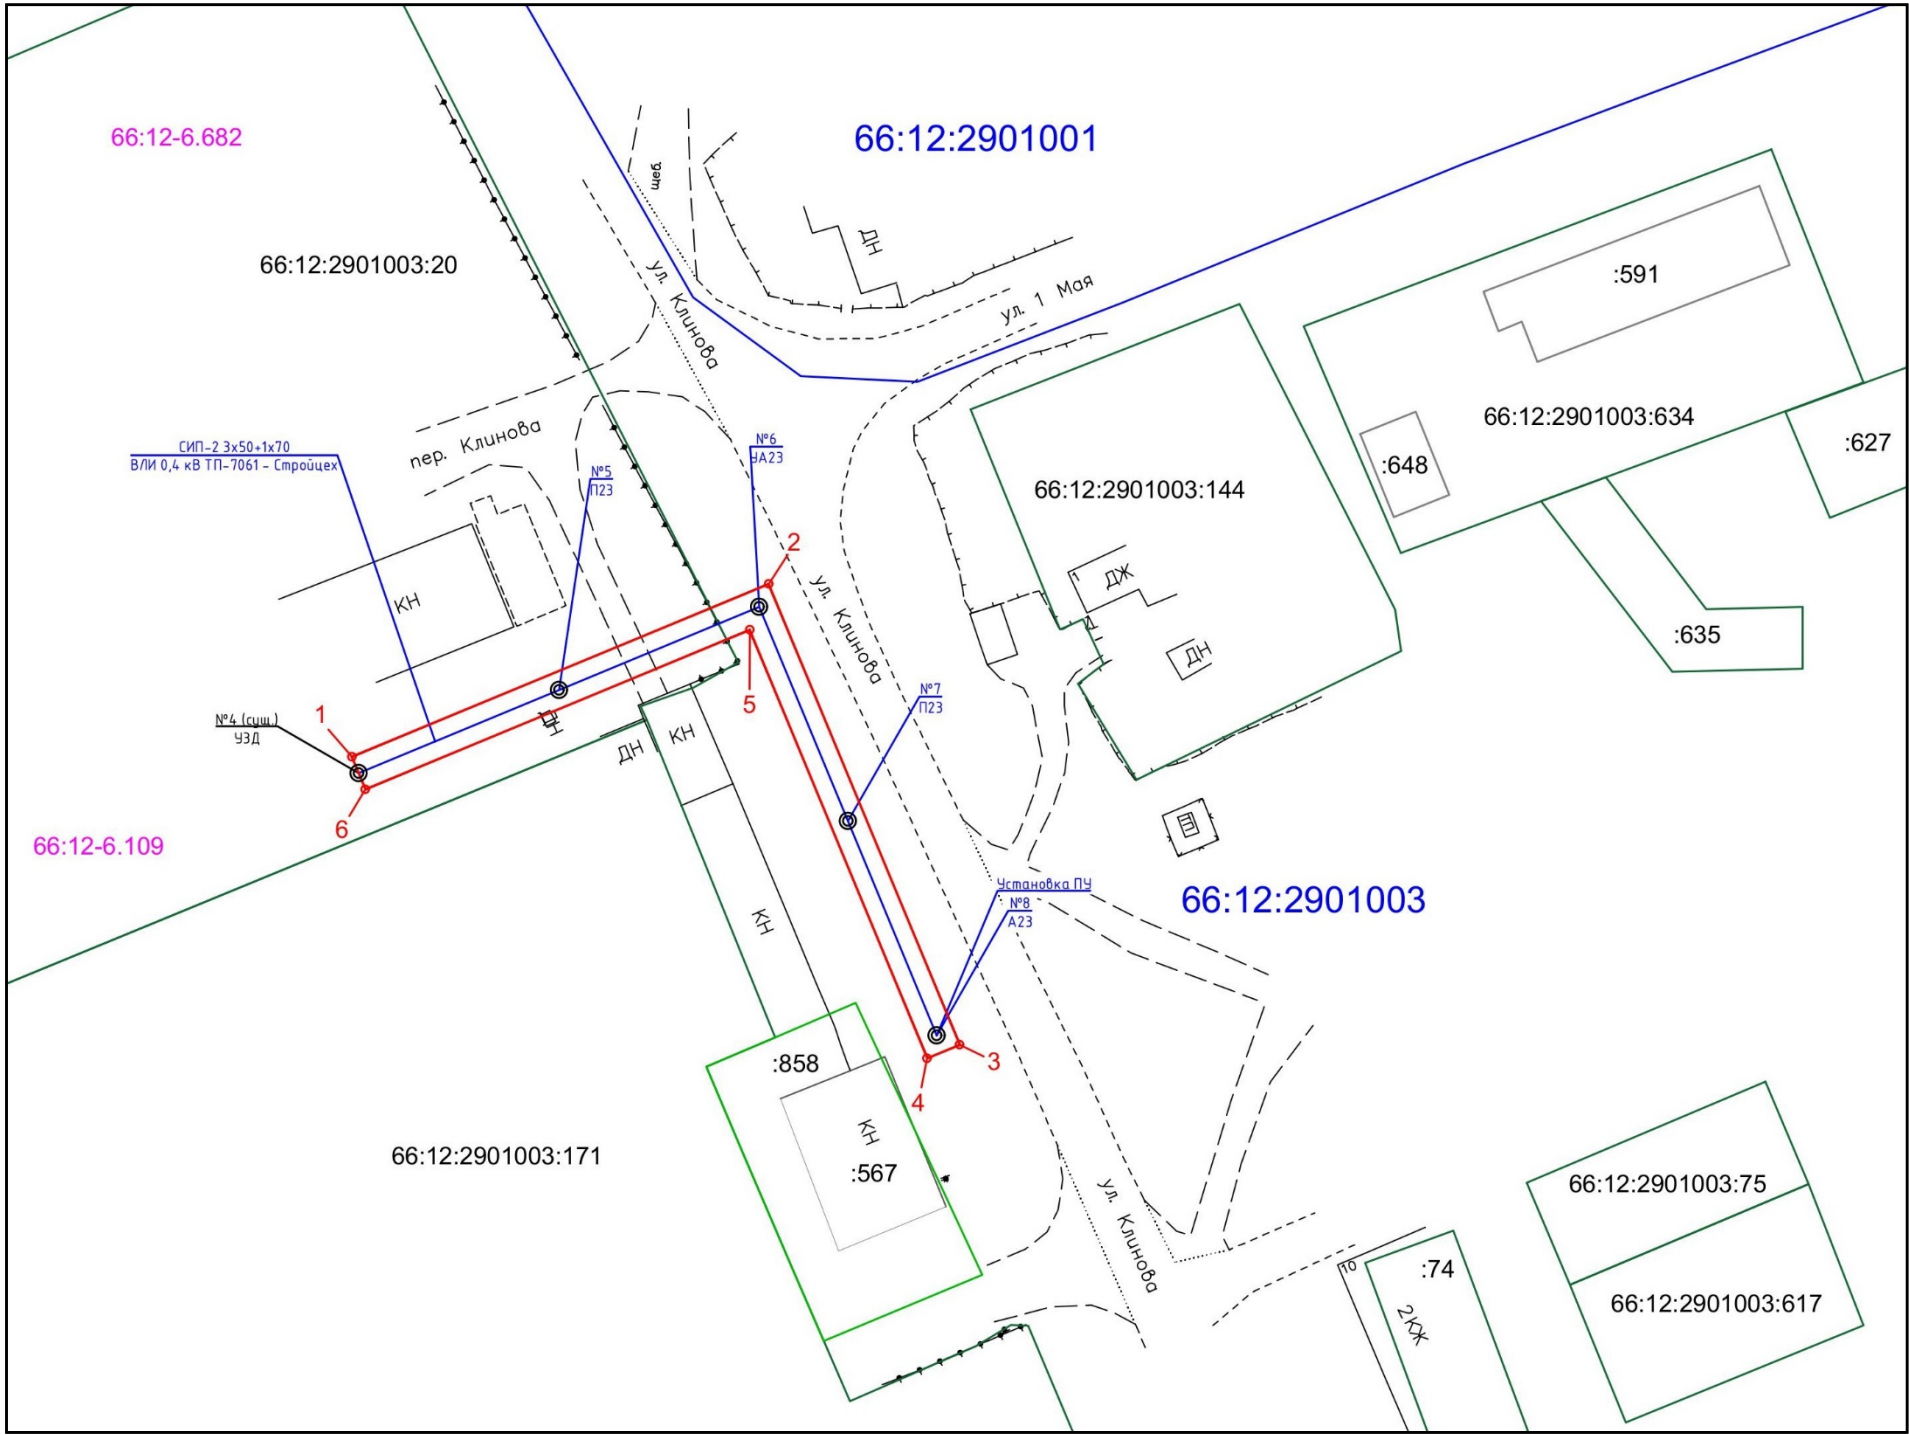 66:12-6.682
66:12:2901001
щеб.
ДН
66:12:2901003:20
ул. Клинова
ул. 1 Мая
:591
66:12:2901003:634
:648
:627
66:12:2901003:144
пер. Клинова
СИП-2 3х50+1х70
ВЛИ 0,4 кВ ТП-7061 - Стройцех
№5
П23
№6
УА23
2
КН
ул. Клинова
1
ДЖ
ДН
:635
1
№4 (сущ.)
УЗД
5
№7
П23
ДН
ДН
КН
6
66:12-6.109
КН
Установка ПУ
№8
А23
66:12:2901003
:858
3
4
КН
:567
66:12:2901003:171
ул. Клинова
66:12:2901003:75
10
:74
2КЖ
66:12:2901003:617